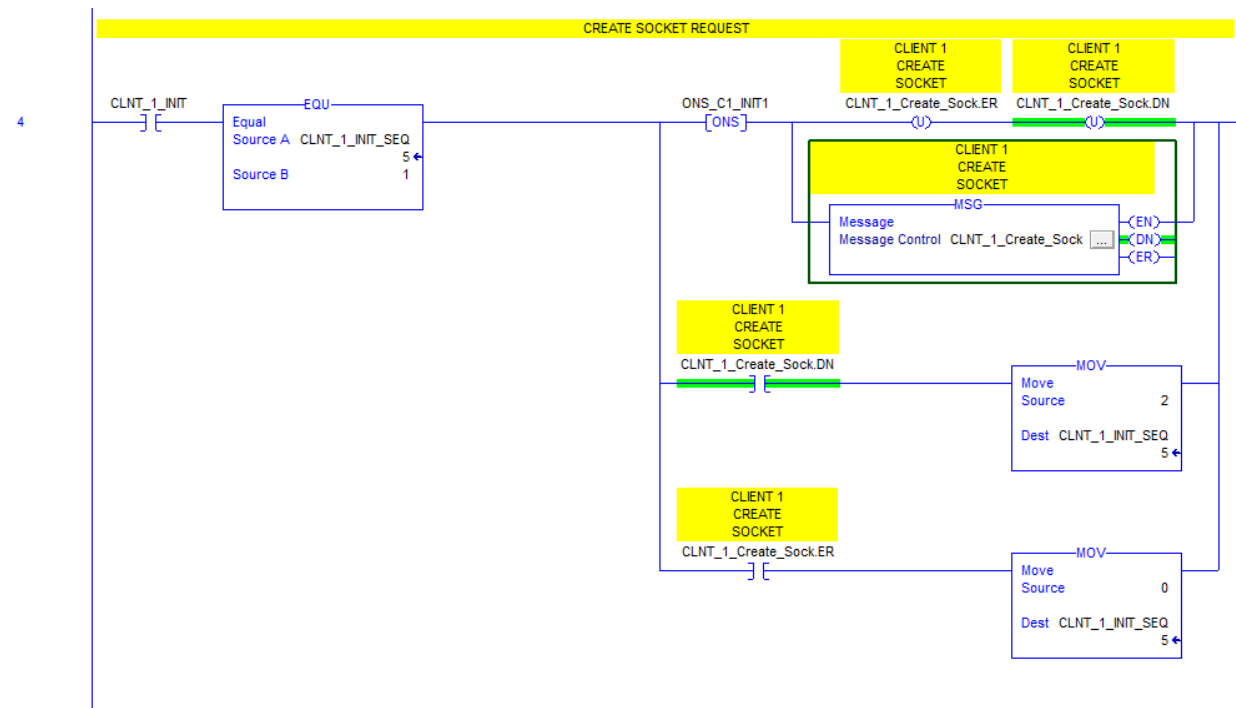 CREATE SOCKET REQUEST
CLIENT 1
CREATE
SOCKET
CLIENT 1
CREATE
SOCKET
4
CLNT_1_INIT
EQU
Equal
Source A CLNT_1_INIT_SEQ
5
Source B 1
ONS_C1_INIT1
ONS
CLNT_1_Create_Sock.ER
U
CLNT_1_Create_Sock.DN
U
CLIENT 1
CREATE
SOCKET
MSG
Message
Message Control CLNT_1_Create_Sock ...
EN
DN
ER
CLIENT 1
CREATE
SOCKET
CLNT_1_Create_Sock.DN
MOV
Move
Source 2
Dest CLNT_1_INIT_SEQ
5
CLIENT 1
CREATE
SOCKET
CLNT_1_Create_Sock.ER
MOV
Move
Source 0
Dest CLNT_1_INIT_SEQ
5